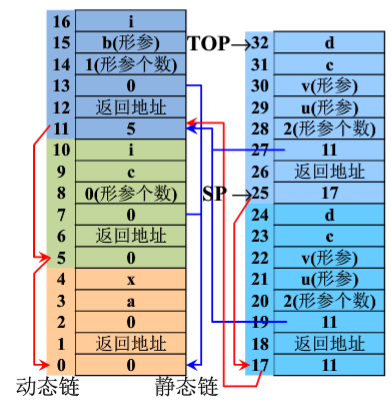 16 i
15 b(形参)
14 1(形参个数)
13 0
12 返回地址
11 5
10 i
9 c
8 0(形参个数)
7 0
6 返回地址
5 0
4 x
3 a
2 0
1 返回地址
0 0
动态链 静态链
TOP 32 d
31 c
30 v(形参)
29 u(形参)
28 2(形参个数)
27 11
26 返回地址
SP 25 17
24 d
23 c
22 v(形参)
21 u(形参)
20 2(形参个数)
19 11
18 返回地址
17 11